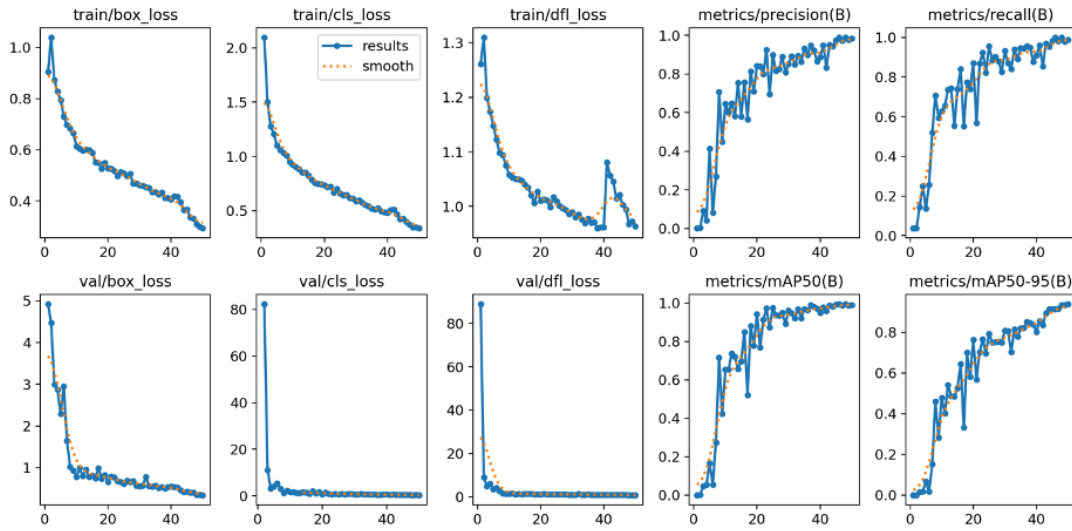 train/box_loss
train/cls_loss
train/dfl_loss
metrics/precision(B)
metrics/recall(B)
1.0
0.8
0.6
0.4
0 20 40
2.0
1.5
1.0
0.5
0 20 40
results
smooth
1.3
1.2
1.1
1.0
0 20 40
1.0
0.8
0.6
0.4
0.2
0.0
0 20 40
1.0
0.8
0.6
0.4
0.2
0.0
0 20 40
val/box_loss
val/cls_loss
val/dfl_loss
metrics/mAP50(B)
metrics/mAP50-95(B)
5
4
3
2
1
0 20 40
80
60
40
20
0
0 20 40
80
60
40
20
0
0 20 40
1.0
0.8
0.6
0.4
0.2
0.0
0 20 40
0.8
0.6
0.4
0.2
0.0
0 20 40